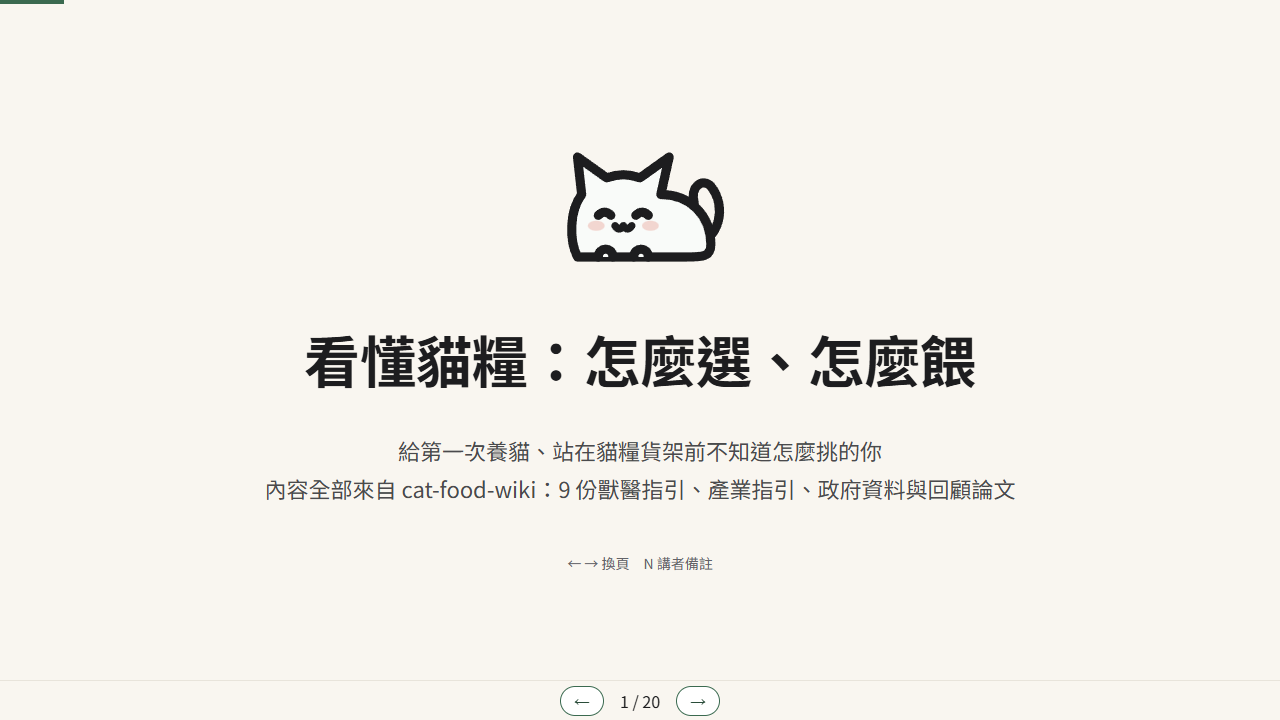 看懂貓糧：怎麼選、怎麼餵
給第一次養貓、站在貓糧貨架前不知道怎麼挑的你
內容全部來自 cat-food-wiki：9 份獸醫指引、產業指引、政府資料與回顧論文
←→ 換頁　N 講者備註
← 1 / 20 →